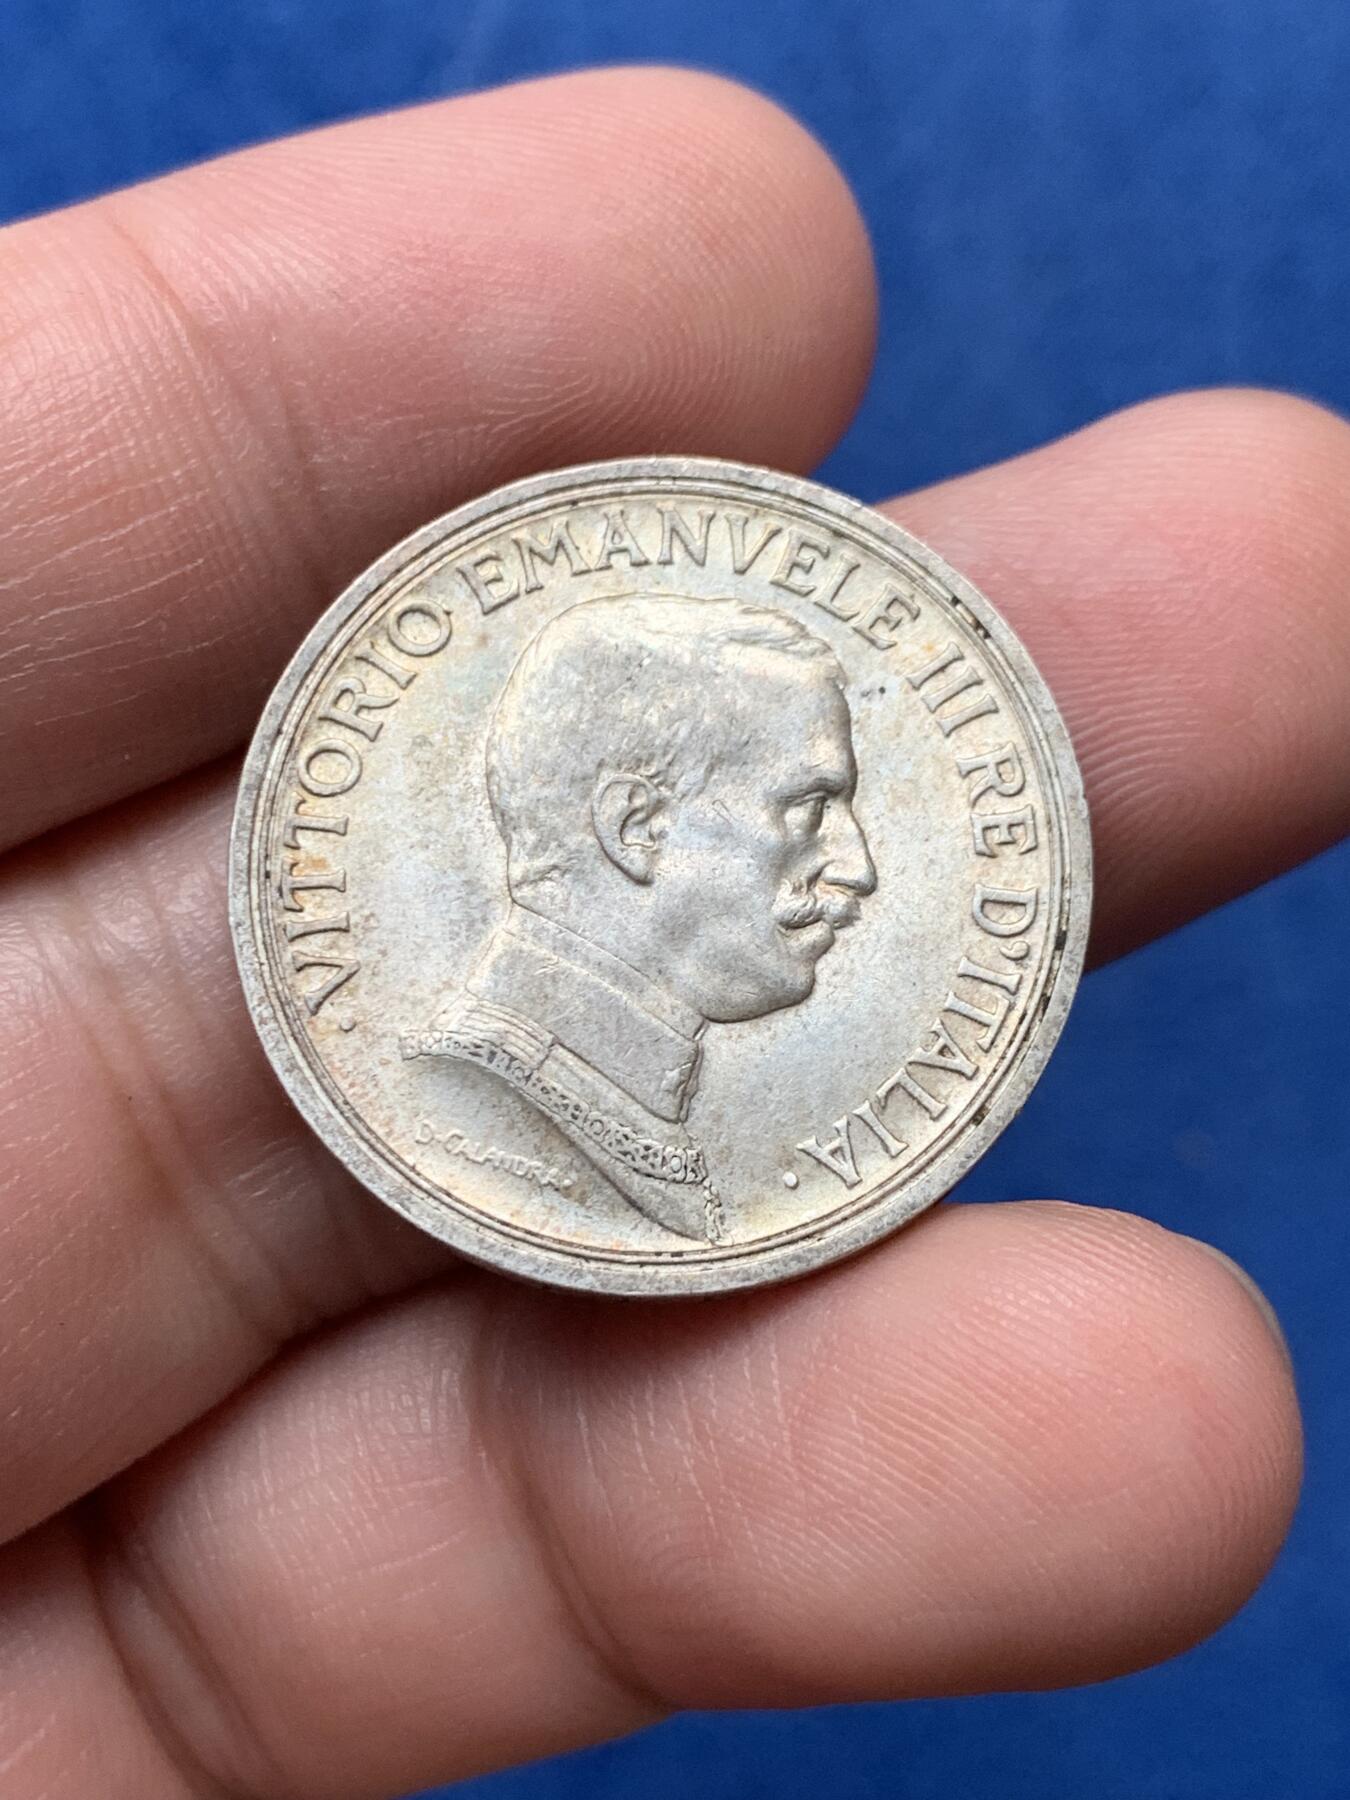 · VITTORIO · EMANVELE III RE D'ITALIA ·
D·CALANDRA·